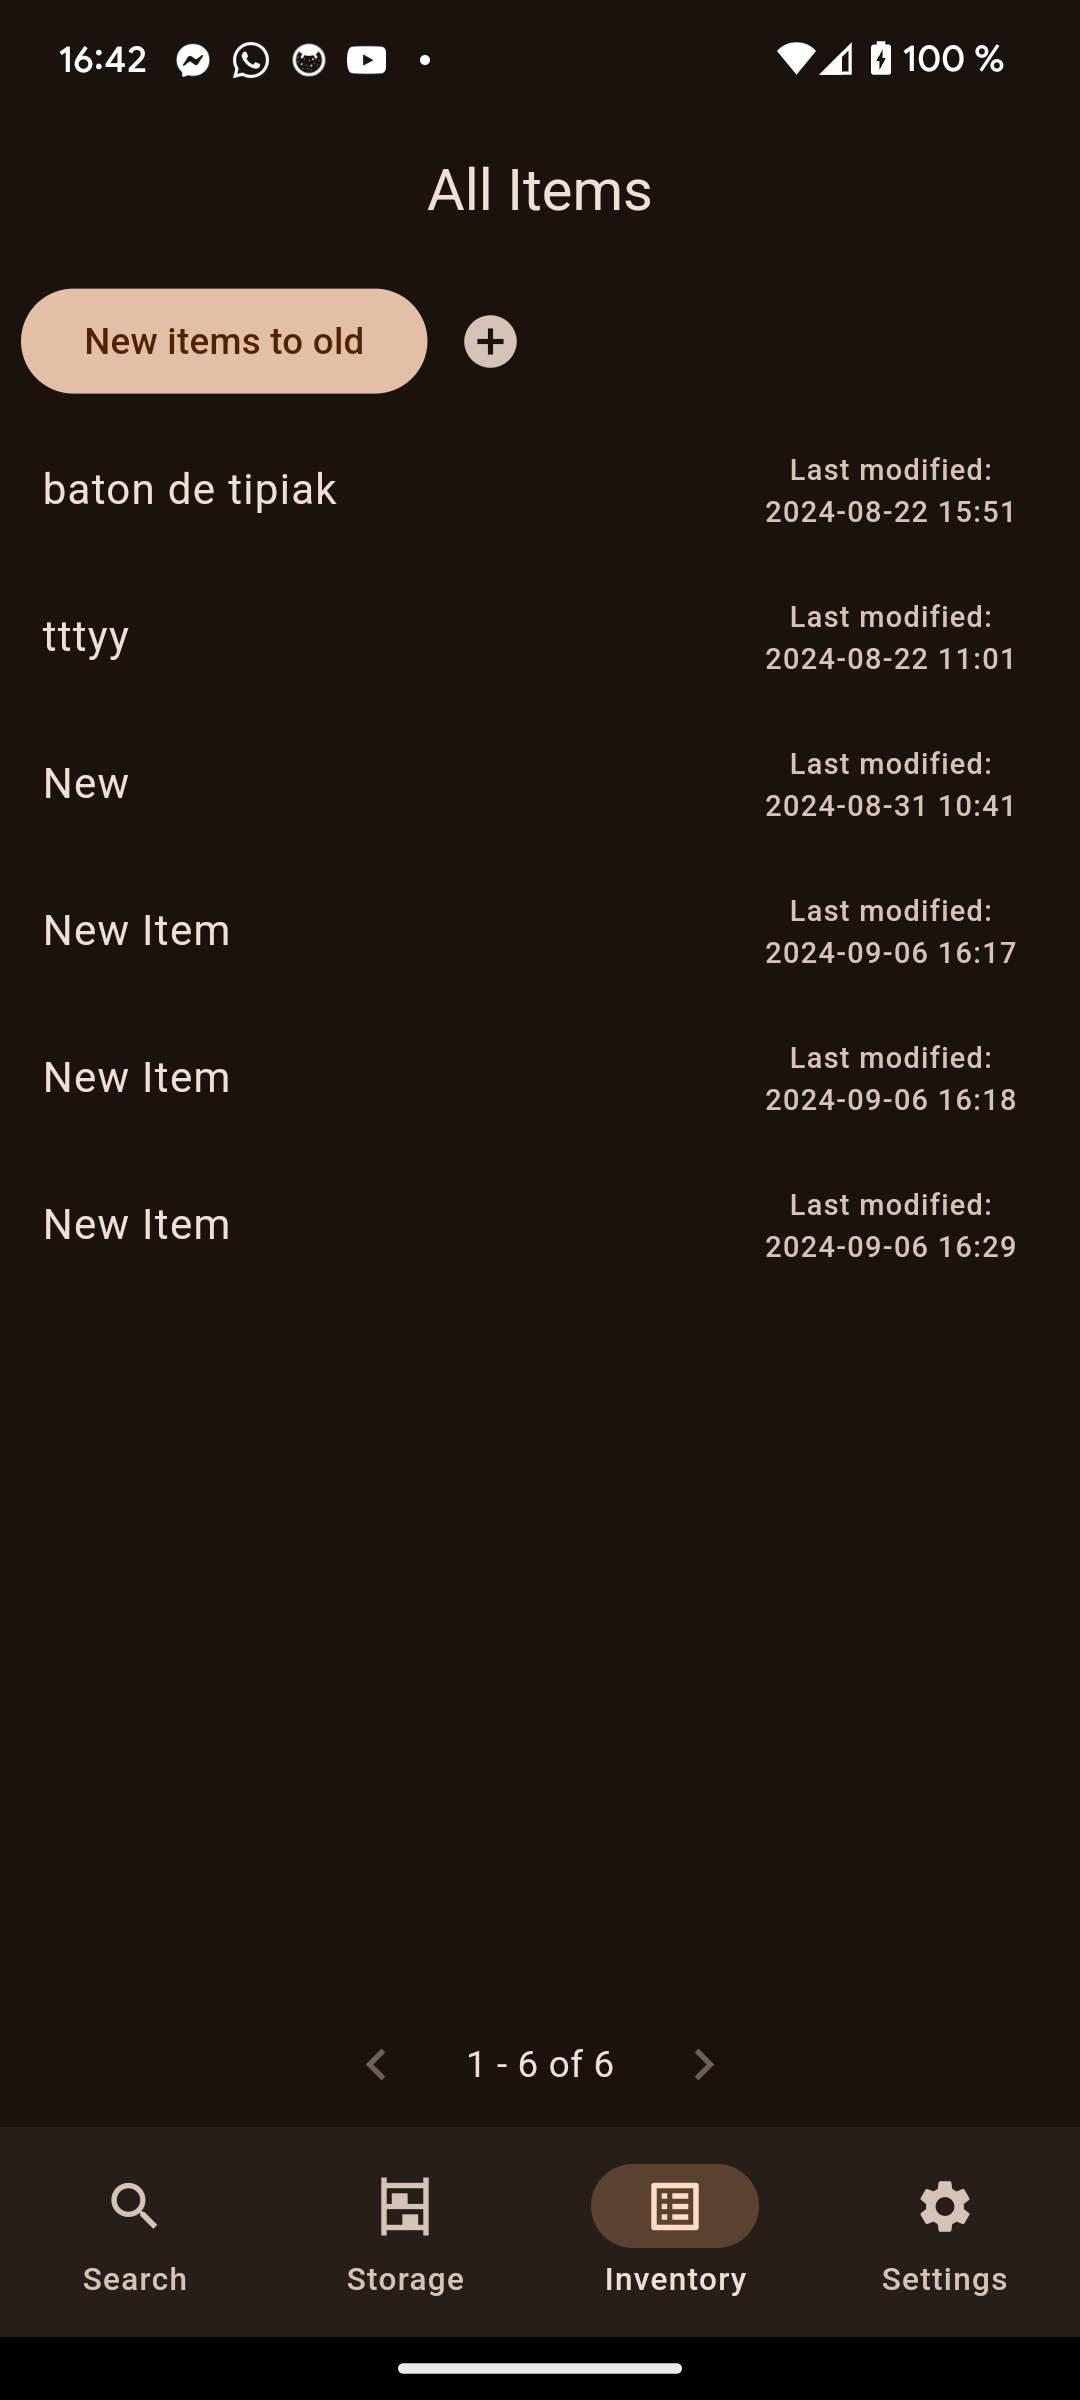 16:42
100 %
All Items
New items to old
baton de tipiak
Last modified:
2024-08-22 15:51
tttyy
Last modified:
2024-08-22 11:01
New
Last modified:
2024-08-31 10:41
New Item
Last modified:
2024-09-06 16:17
New Item
Last modified:
2024-09-06 16:18
New Item
Last modified:
2024-09-06 16:29
1 - 6 of 6
Search
Storage
Inventory
Settings